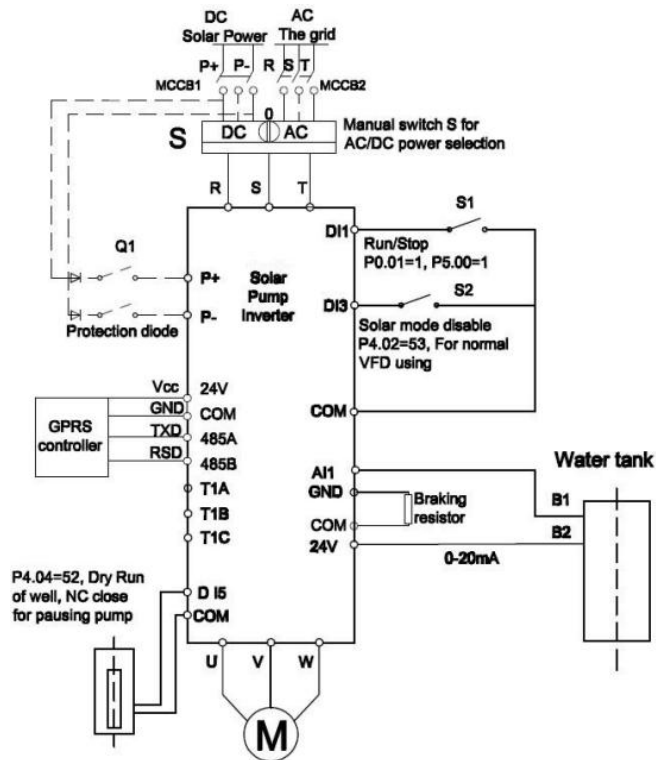 DC
Solar Power
AC
The grid
P+
P-
R
S
T
MCCB1
MCCB2
0
S
DC
AC
Manual switch S for
AC/DC power selection
R
S
T
S1
DI1
Run/Stop
P0.01=1, P5.00=1
Q1
P+
Solar
Pump
Inverter
S2
DI3
P-
Protection diode
Solar mode disable
P4.02=53, For normal
VFD using
Vcc
24V
GND
COM
COM
GPRS
controller
TXD
485A
RSD
485B
AI1
Water tank
T1A
GND
Braking
resistor
B1
T1B
COM
B2
T1C
24V
0-20mA
P4.04=52, Dry Run
of well, NC close
for pausing pump
D I5
COM
U
V
W
M